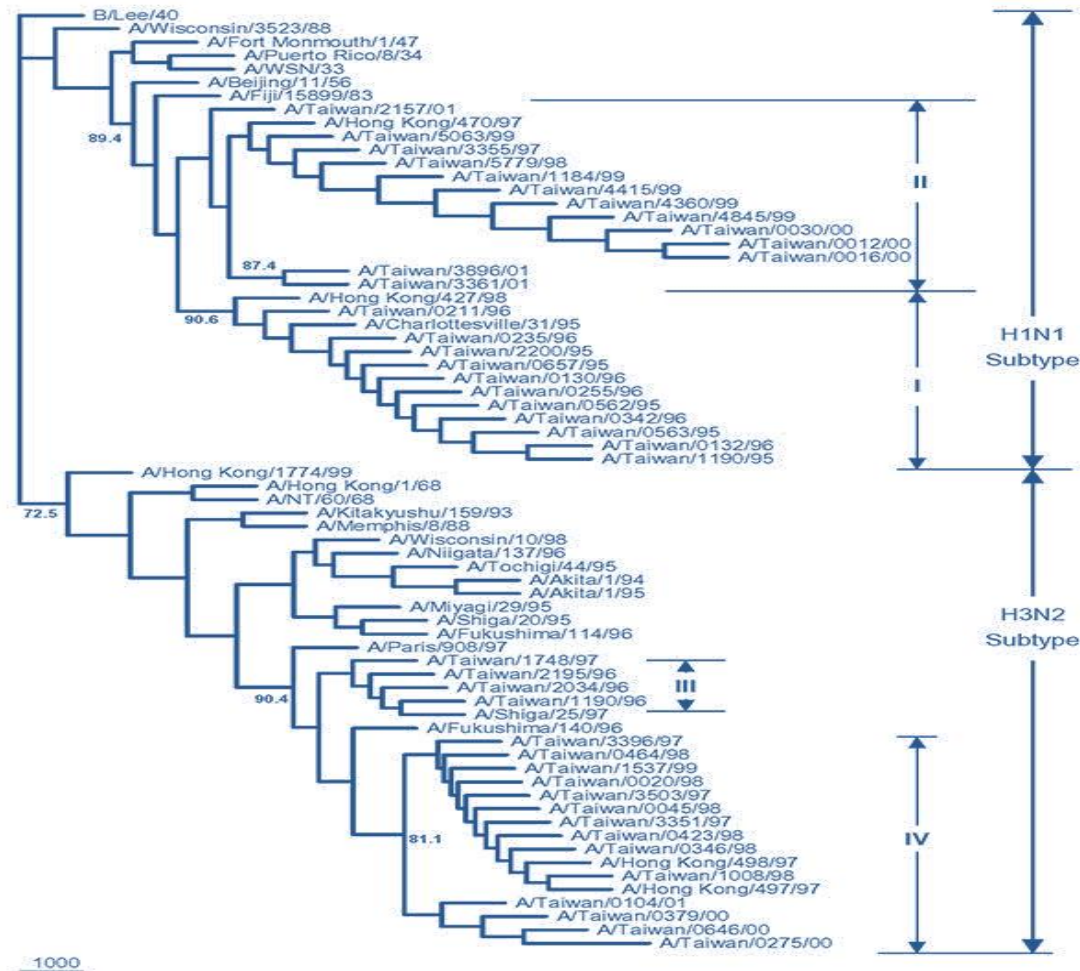 B/Lee/40
A/Wisconsin/3523/88
A/Fort Monmouth/1/47
A/Puerto Rico/8/34
A/WSN/33
A/Beijing/11/56
A/Fiji/15899/83
A/Taiwan/2157/01
A/Hong Kong/470/97
89.4
A/Taiwan/5063/99
A/Taiwan/3355/97
A/Taiwan/5779/98
A/Taiwan/1184/99
II
A/Taiwan/4415/99
A/Taiwan/4360/99
A/Taiwan/4845/99
A/Taiwan/0030/00
A/Taiwan/0012/00
A/Taiwan/0016/00
87.4
A/Taiwan/3896/01
A/Taiwan/3361/01
A/Hong Kong/427/98
A/Taiwan/0211/96
90.6
A/Charlottesville/31/95
A/Taiwan/0235/96
H1N1
Subtype
A/Taiwan/2200/95
A/Taiwan/0657/95
A/Taiwan/0130/96
I
A/Taiwan/0255/96
A/Taiwan/0562/95
A/Taiwan/0342/96
A/Taiwan/0563/95
A/Taiwan/0132/96
A/Taiwan/1190/95
A/Hong Kong/1774/99
A/Hong Kong/1/68
A/NT/60/68
72.5
A/Kitakyushu/159/93
A/Memphis/8/88
A/Wisconsin/10/98
A/Niigata/137/96
A/Tochigi/44/95
A/Akita/1/94
A/Akita/1/95
A/Miyagi/29/95
A/Shiga/20/95
A/Fukushima/114/96
H3N2
Subtype
A/Paris/908/97
A/Taiwan/1748/97
A/Taiwan/2195/96
III
A/Taiwan/2034/96
90.4
A/Taiwan/1190/96
A/Shiga/25/97
A/Fukushima/140/96
A/Taiwan/3396/97
A/Taiwan/0464/98
A/Taiwan/1537/99
A/Taiwan/0020/98
A/Taiwan/3503/97
A/Taiwan/0045/98
A/Taiwan/3351/97
81.1
A/Taiwan/0423/98
IV
A/Taiwan/0346/98
A/Hong Kong/498/97
A/Taiwan/1008/98
A/Hong Kong/497/97
A/Taiwan/0104/01
A/Taiwan/0379/00
A/Taiwan/0646/00
A/Taiwan/0275/00
1000